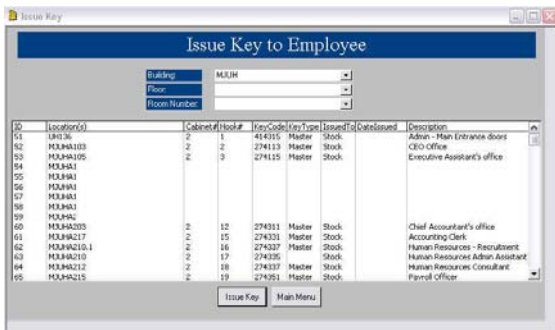 Issue Key
Issue Key to Employee
Building: MJUH
Floor:
Room Number:
ID Location(s) Cabinet# Hook# KeyCode KeyType IssuedTo DateIssued Description
51 UH136 2 1 414315 Master Stock Admin - Main Entrance doors
52 MJUHA103 2 2 274113 Master Stock CEO Office
53 MJUHA105 2 3 274115 Master Stock Executive Assistant's office
54 MJUHA1
55 MJUHA1
56 MJUHA1
57 MJUHA1
58 MJUHA1
59 MJUHA2
60 MJUHA203 2 12 274311 Master Stock Chief Accountant's office
61 MJUHA217 2 15 274331 Master Stock Accounting Clerk
62 MJUHA210.1 2 16 274337 Master Stock Human Resources - Recruitment
63 MJUHA210 2 17 274335 Stock Human Resources Admin Assistant
64 MJUHA212 2 18 274337 Master Stock Human Resources Consultant
65 MJUHA215 2 19 274351 Master Stock Payroll Officer
Issue Key Main Menu